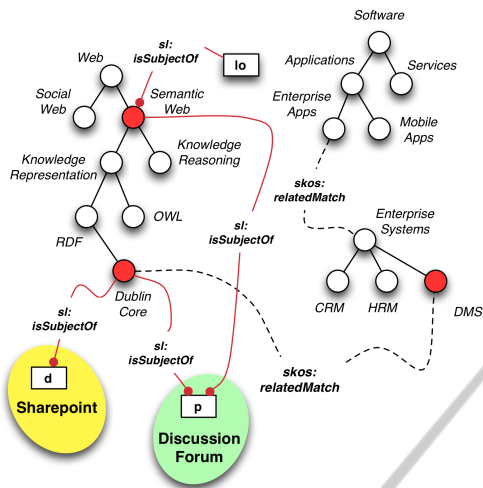 Software
sl:
isSubjectOf
Web
lo
Applications
Services
Social
Web
Semantic
Web
Enterprise
Apps
Mobile
Apps
Knowledge
Representation
Knowledge
Reasoning
skos:
relatedMatch
OWL
RDF
sl:
isSubjectOf
Enterprise
Systems
Dublin
Core
CRM
HRM
DMS
sl:
isSubjectOf
sl:
isSubjectOf
skos:
relatedMatch
d
Sharepoint
p
Discussion
Forum